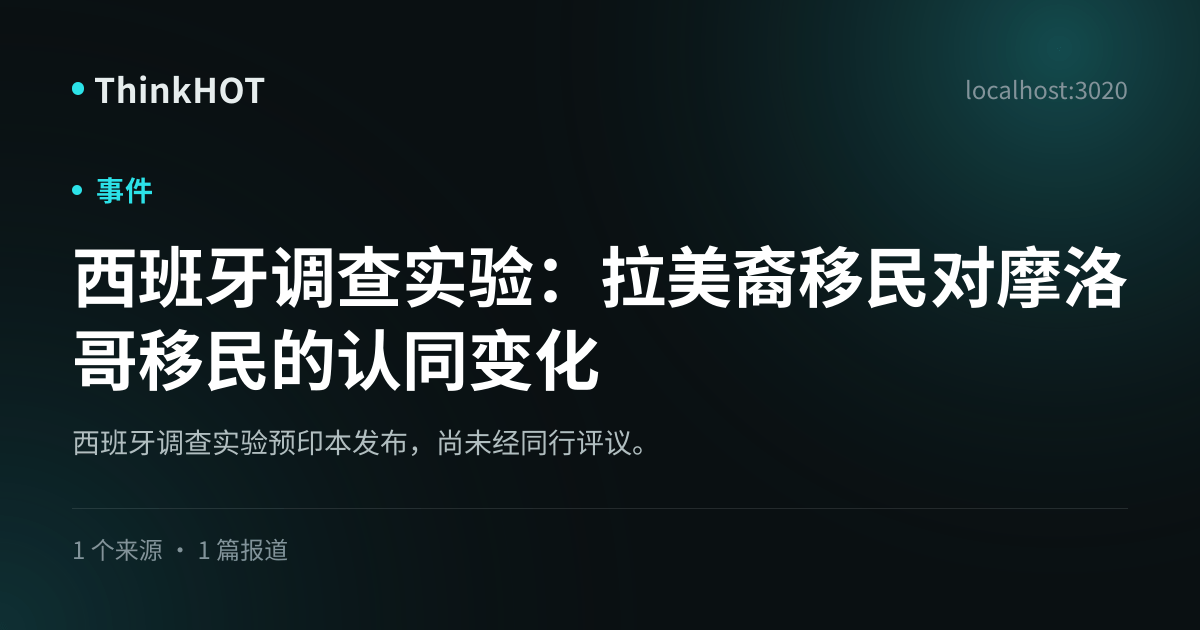 ThinkHOT
localhost:3020
事件
西班牙调查实验：拉美裔移民对摩洛
哥移民的认同变化
西班牙调查实验预印本发布，尚未经同行评议。
1 个来源 · 1 篇报道